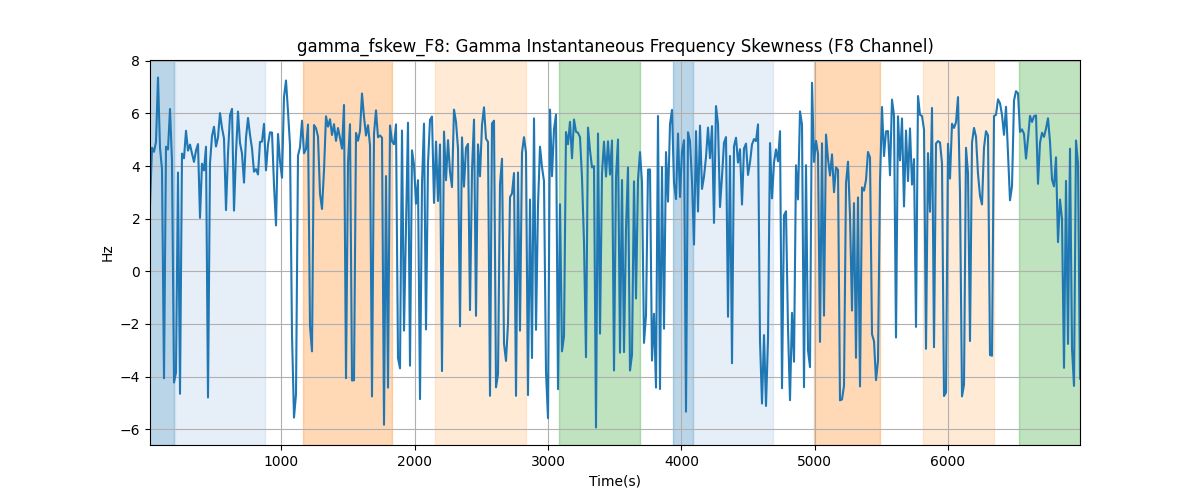 gamma_fskew_F8: Gamma Instantaneous Frequency Skewness (F8 Channel)
8
6
4
2
0
−2
−4
−6
Hz
1000 2000 3000 4000 5000 6000
Time(s)